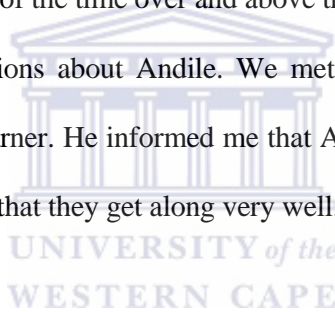 of the time over and above th
ions about Andile. We met
rner. He informed me that A
that they get along very well.
UNIVERSITY of the
WESTERN CAPE